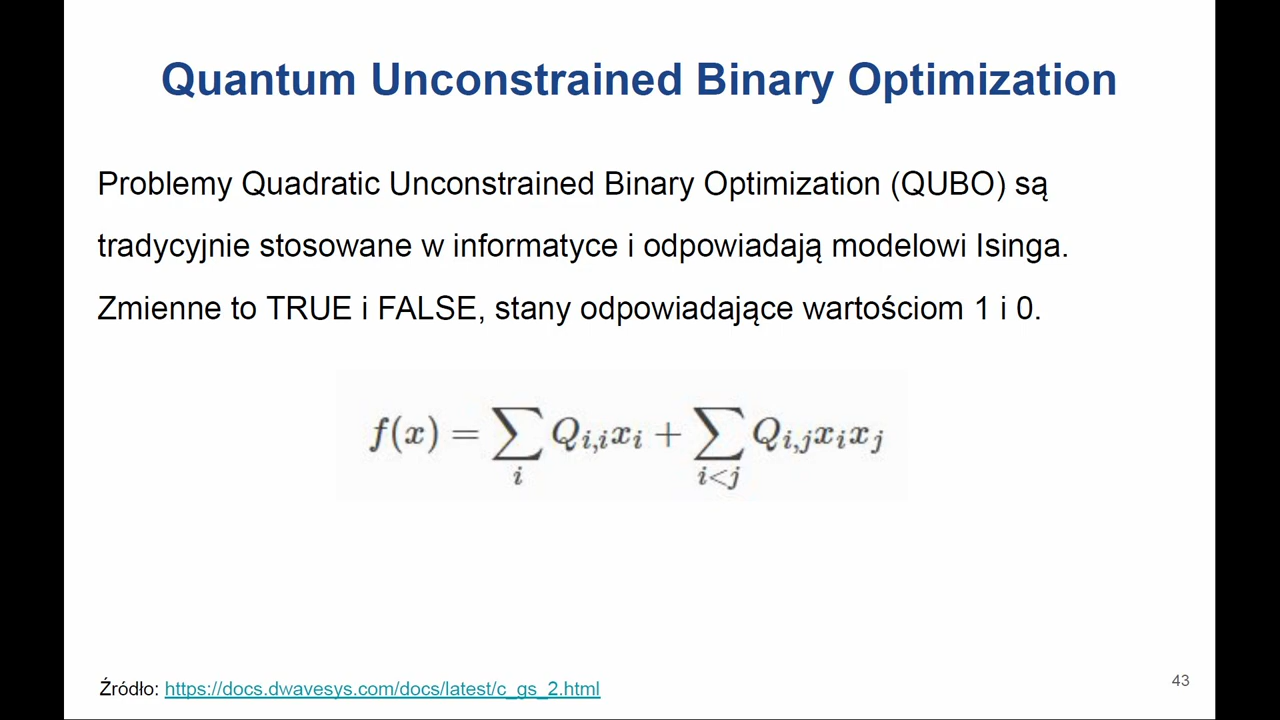 Quantum Unconstrained Binary Optimization
Problemy Quadratic Unconstrained Binary Optimization (QUBO) są
tradycyjnie stosowane w informatyce i odpowiadają modelowi Isinga.
Zmienne to TRUE i FALSE, stany odpowiadające wartościom 1 i 0.
f(x) = ∑_i Q_{i,i}x_i + ∑_{i<j} Q_{i,j}x_ix_j
Źródło: https://docs.dwavesys.com/docs/latest/c_gs_2.html
43